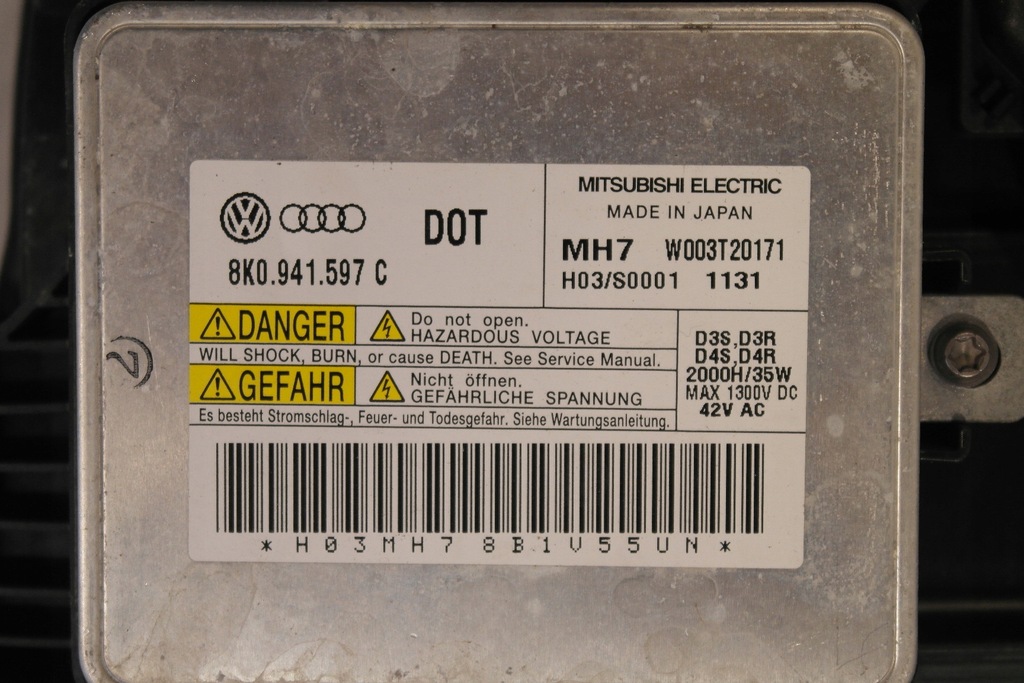 DOT
8K0.941.597 C
MITSUBISHI ELECTRIC
MADE IN JAPAN
MH7 W003T20171
H03/S0001 1131
DANGER
Do not open.
HAZARDOUS VOLTAGE
WILL SHOCK, BURN, or cause DEATH. See Service Manual.
GEFAHR
Nicht öffnen.
GEFÄHRLICHE SPANNUNG
Es besteht Stromschlag-, Feuer- und Todesgefahr. Siehe Wartungsanleitung.
D3S,D3R
D4S,D4R
2000H/35W
MAX 1300V DC
42V AC
*H03MH78B1V55UN*